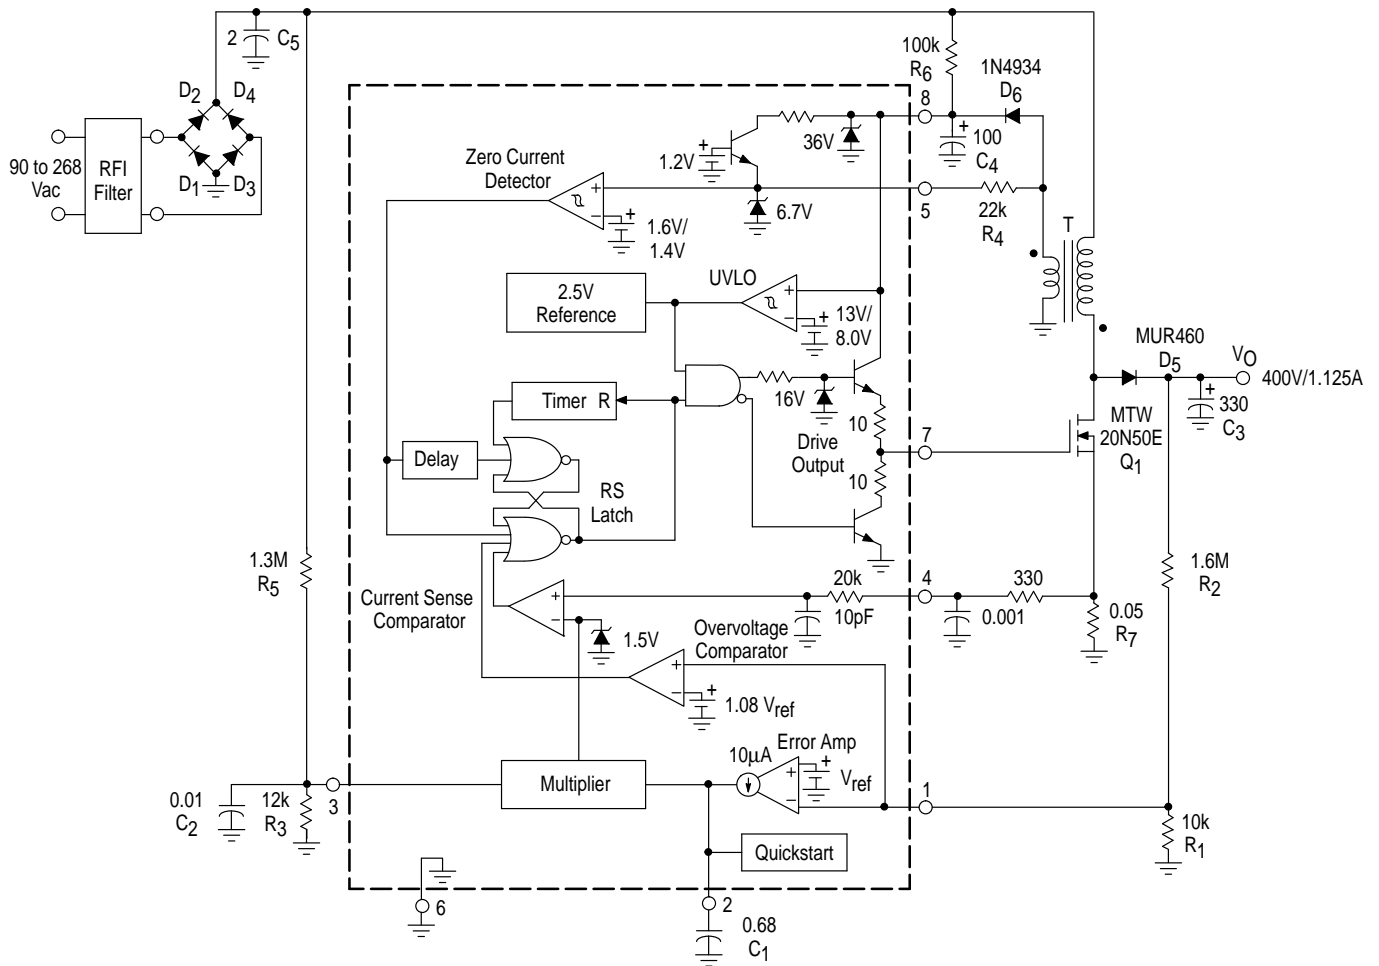 2
C5
100k
R6
1N4934
D6
8
D2
D4
D1
D3
90 to 268
Vac
RFI
Filter
+
100
C4
36V
1.2V
+
Zero Current
Detector
+
−
+
1.6V/
1.4V
6.7V
5
22k
R4
T
2.5V
Reference
UVLO
+
−
+
13V/
8.0V
MUR460
D5
VO
400V/1.125A
+
330
C3
16V
10
Timer R
Drive
Output
7
10
MTW
20N50E
Q1
Delay
RS
Latch
1.3M
R5
Current Sense
Comparator
+
−
20k
10pF
4
330
0.001
0.05
R7
1.6M
R2
1.5V
Overvoltage
Comparator
+
−
+
1.08 Vref
Multiplier
10µA
Error Amp
+
−
+
Vref
1
0.01
C2
12k
R3
3
Quickstart
10k
R1
6
2
0.68
C1